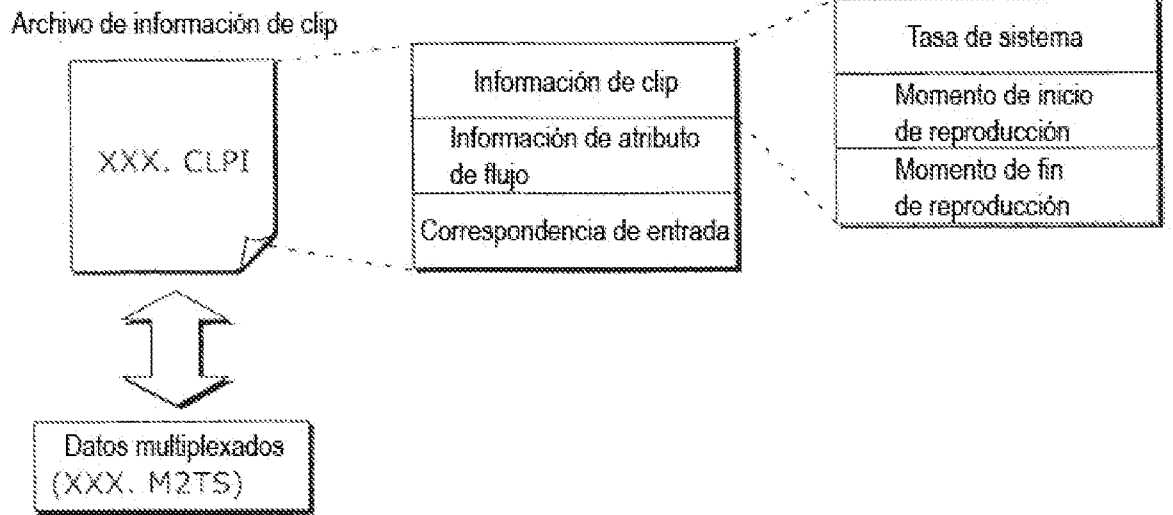 Archivo de información de clip
XXX. CLPI
Información de clip
Información de atributo
de flujo
Correspondencia de entrada
Tasa de sistema
Momento de inicio
de reproducción
Momento de fin
de reproducción
Datos multiplexados
(XXX. M2TS)